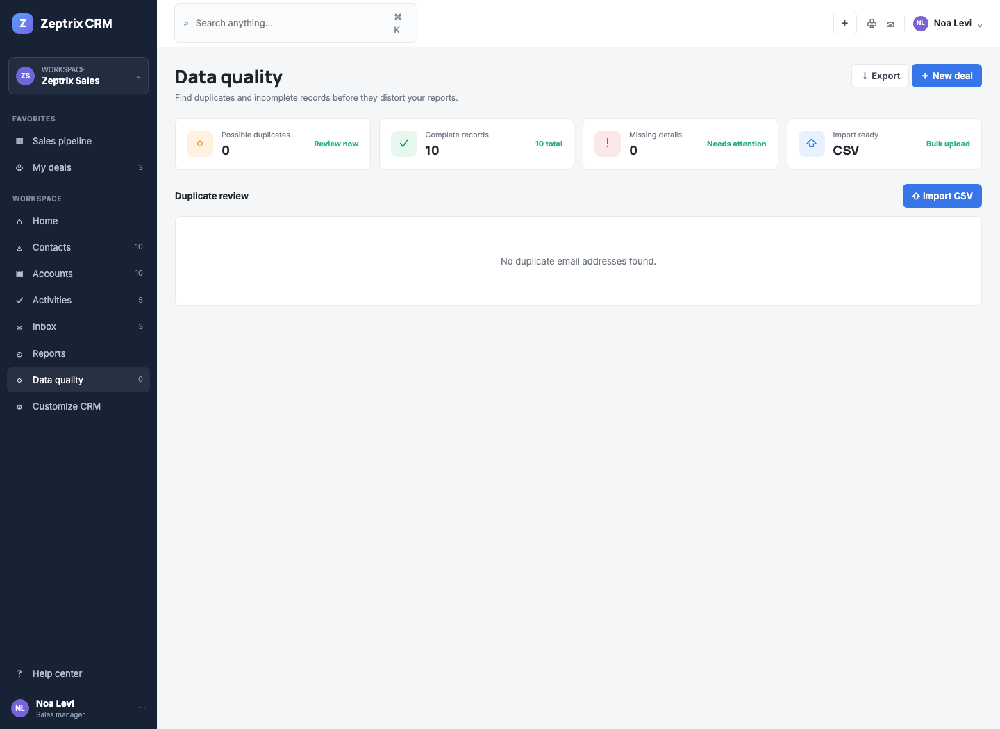 Z Zeptrix CRM
ZS WORKSPACE
Zeptrix Sales
FAVORITES
Sales pipeline
My deals 3
WORKSPACE
Home
Contacts 10
Accounts 10
Activities 5
Inbox 3
Reports
Data quality 0
Customize CRM
? Help center
NL Noa Levi
Sales manager
Search anything... ⌘
K
+ NL Noa Levi
Data quality
Find duplicates and incomplete records before they distort your reports.
Export
+ New deal
Possible duplicates
0
Review now
Complete records
10
10 total
! Missing details
0
Needs attention
Import ready
CSV
Bulk upload
Duplicate review
Import CSV
No duplicate email addresses found.